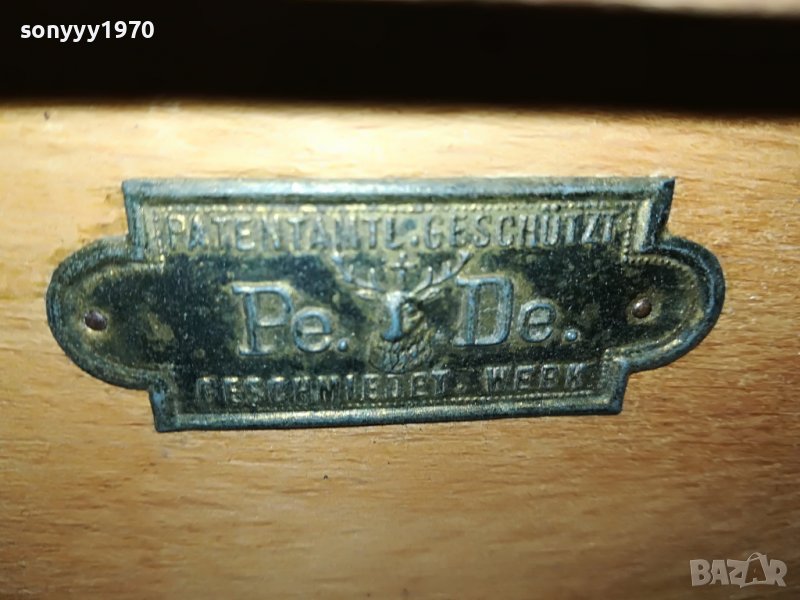 sonyyy1970
PATENTAMTL. GESCHÜTZT
Pe. De.
GESCHMIEDET. WERK
BAZAR